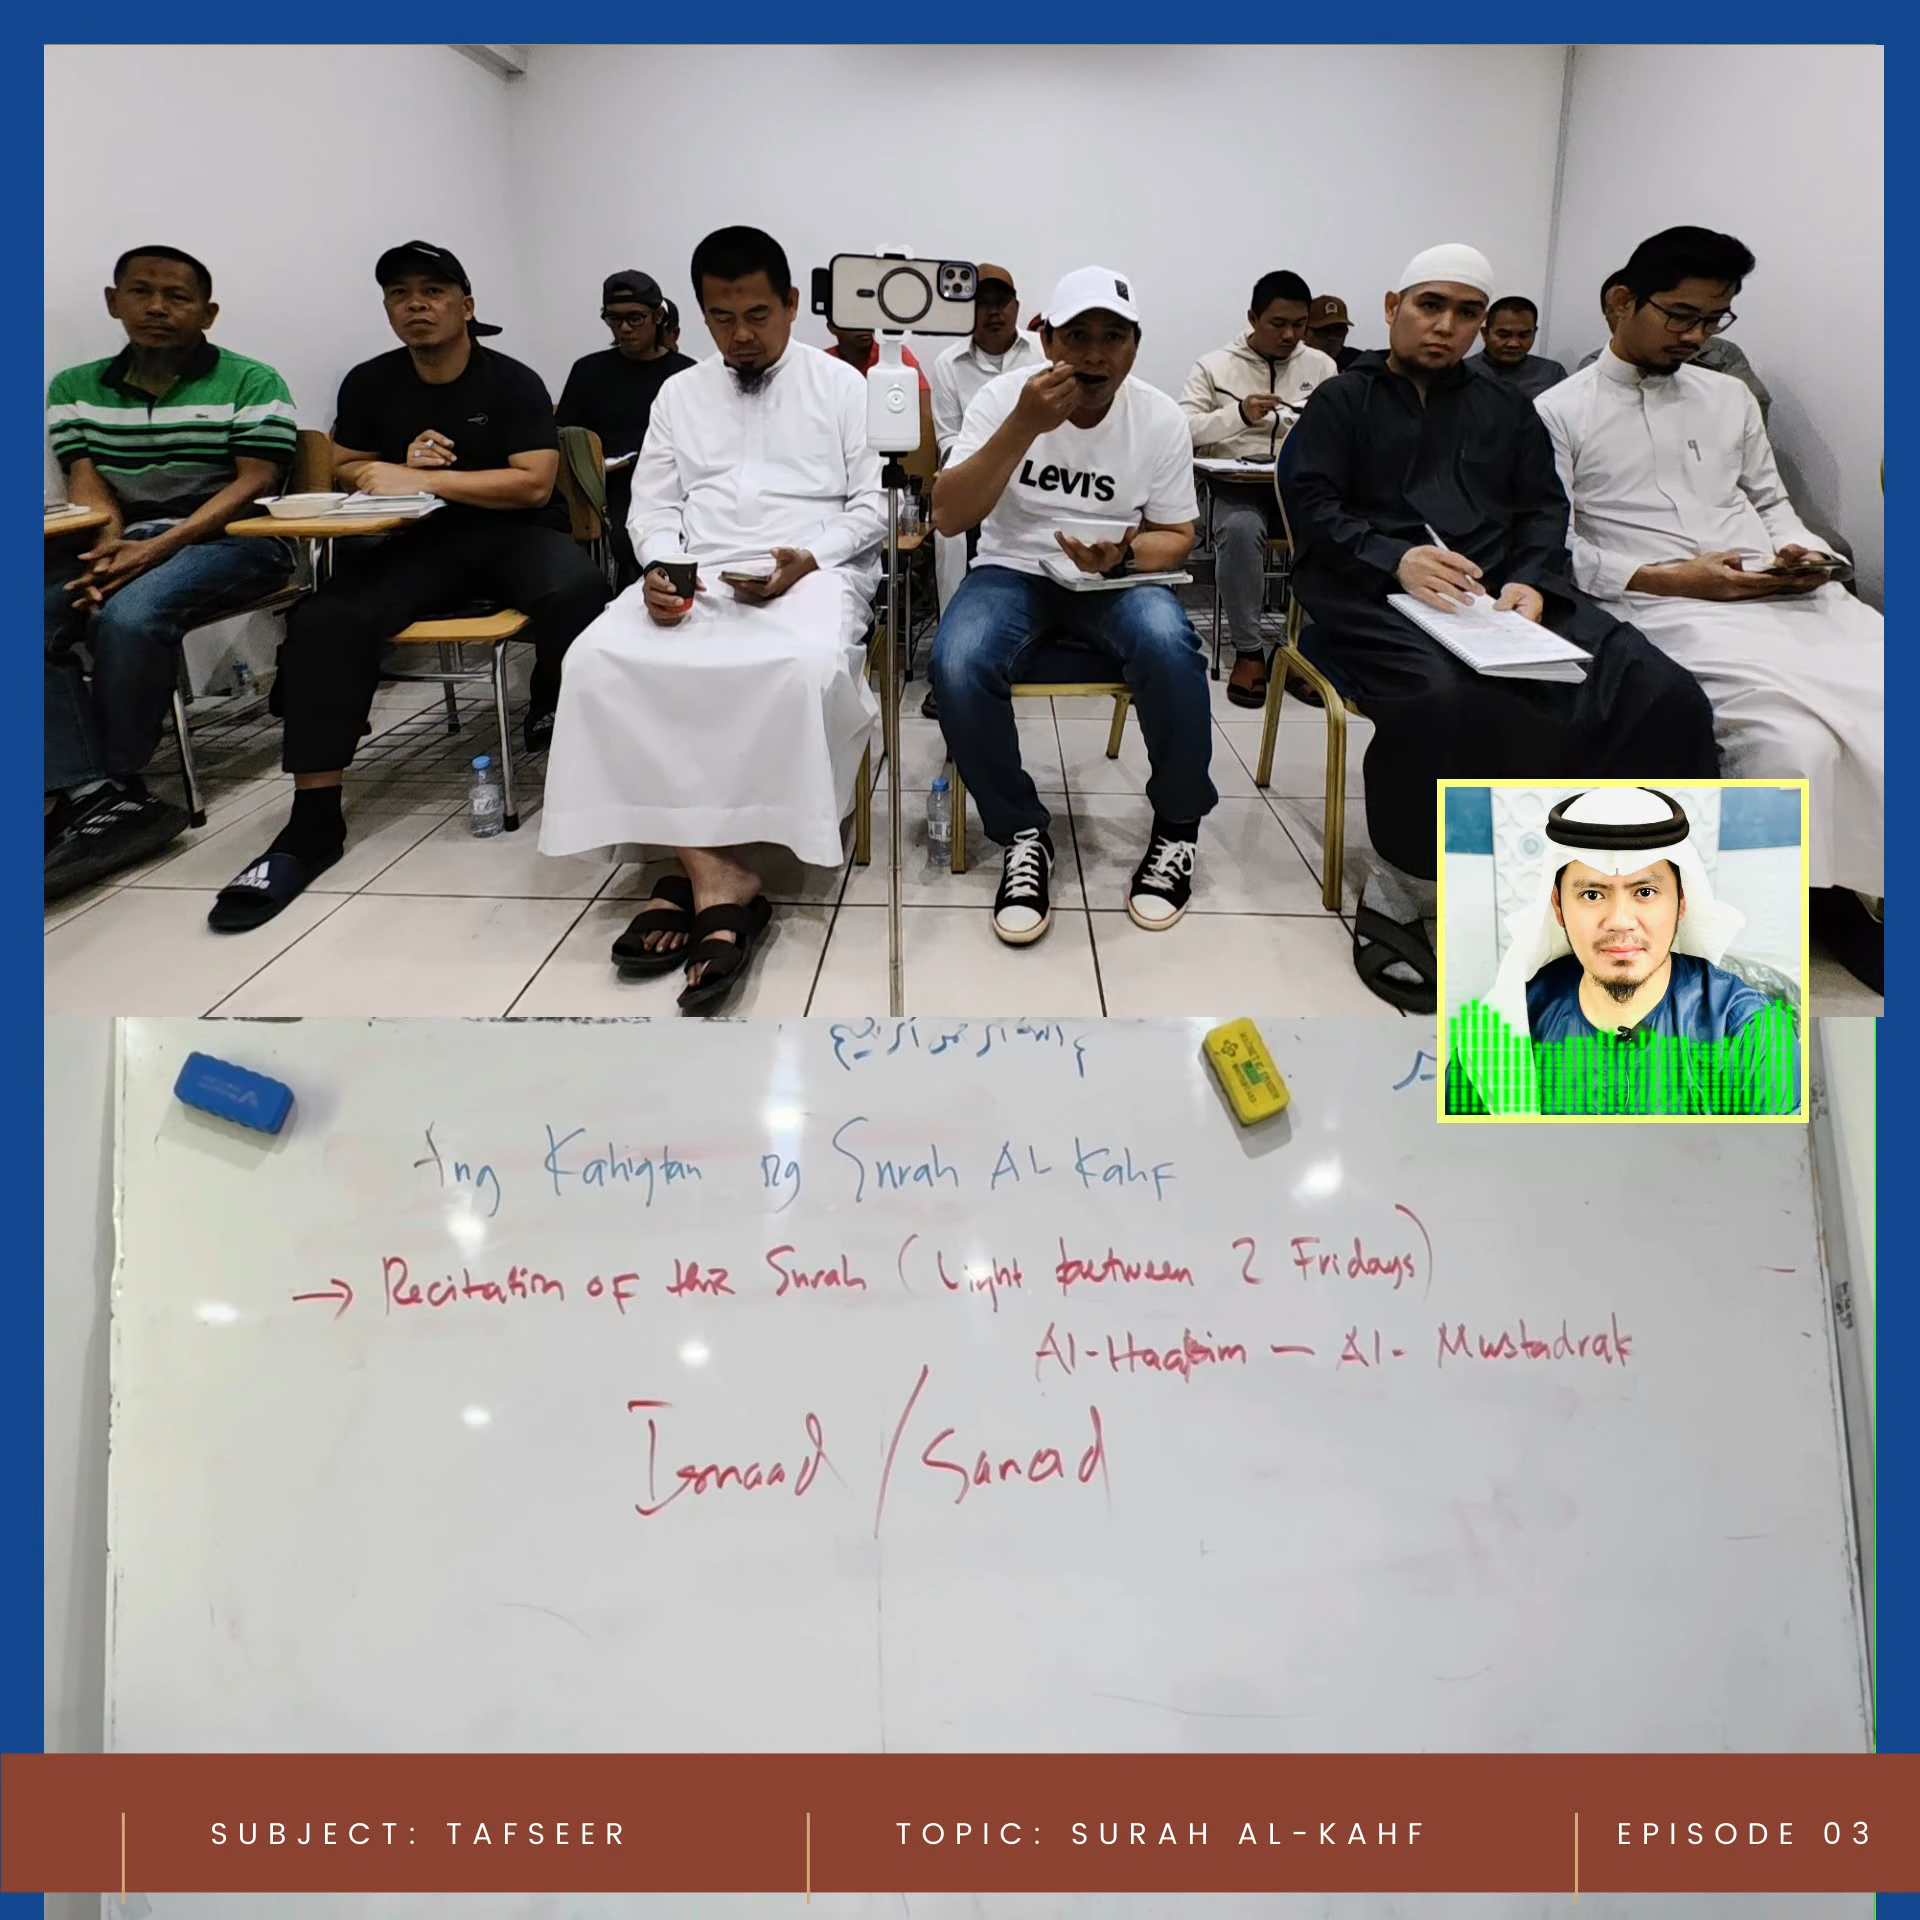 Levi's
adidas
Ang Kahigtan ng Surah AL Kahf
→ Recitation of this Surah (Light between 2 Fridays)
Al-Haakim — Al-Mustadrak
Isnaad / Sanad
SUBJECT: TAFSEER
TOPIC: SURAH AL-KAHF
EPISODE 03